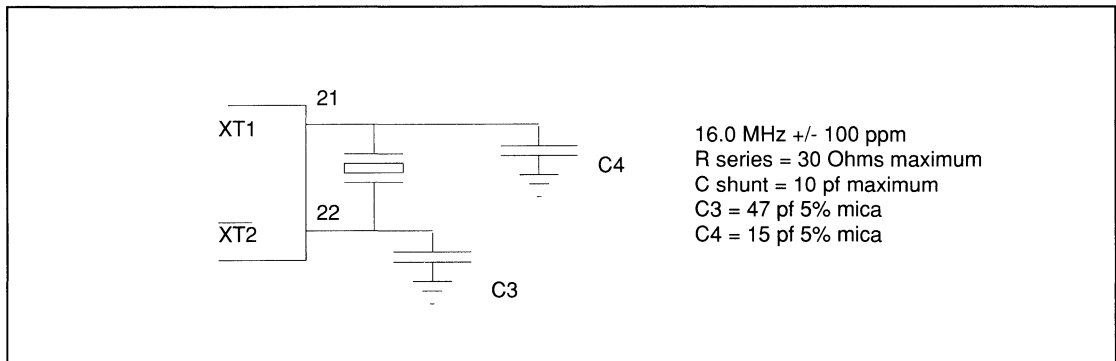 21
XT1
C4
22
XT2
C3
16.0 MHz +/- 100 ppm
R series = 30 Ohms maximum
C shunt = 10 pf maximum
C3 = 47 pf 5% mica
C4 = 15 pf 5% mica